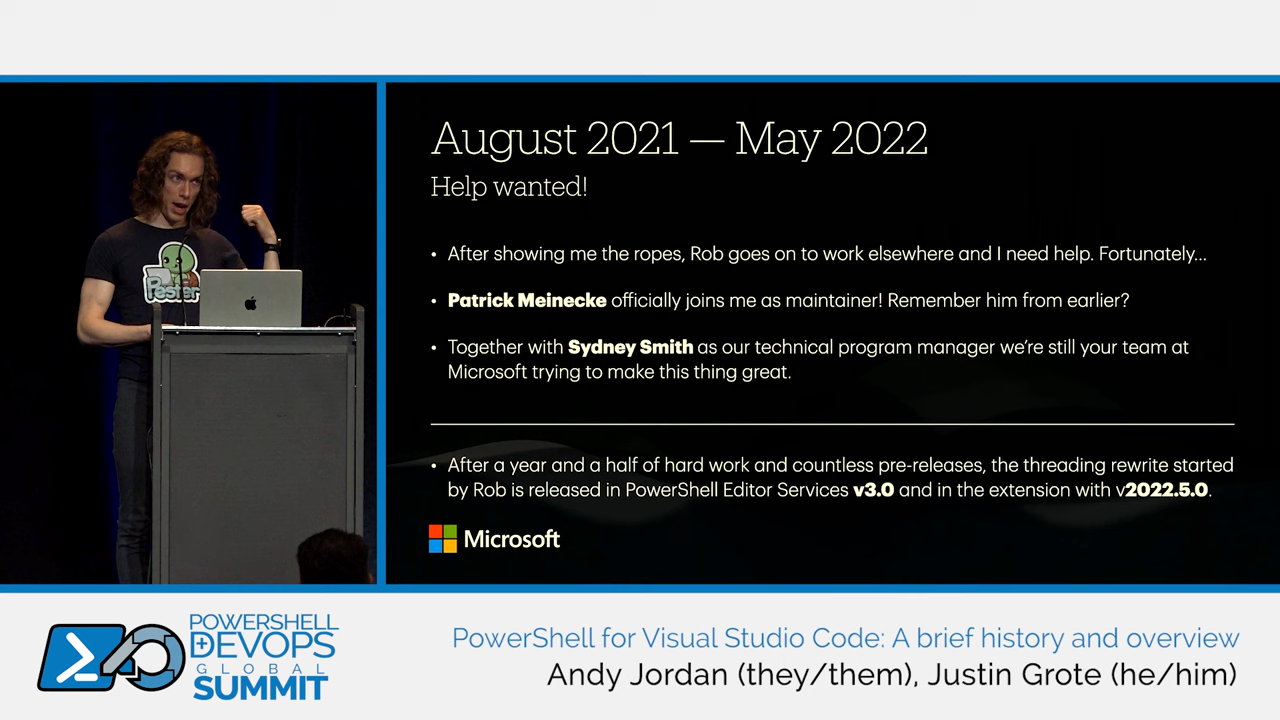 August 2021 — May 2022
Help wanted!
• After showing me the ropes, Rob goes on to work elsewhere and I need help. Fortunately...
• Patrick Meinecke officially joins me as maintainer! Remember him from earlier?
• Together with Sydney Smith as our technical program manager we’re still your team at
Microsoft trying to make this thing great.
• After a year and a half of hard work and countless pre-releases, the threading rewrite started
by Rob is released in PowerShell Editor Services v3.0 and in the extension with v2022.5.0.
Microsoft
Pester
POWERSHELL
+DEVOPS
GLOBAL
SUMMIT
PowerShell for Visual Studio Code: A brief history and overview
Andy Jordan (they/them), Justin Grote (he/him)